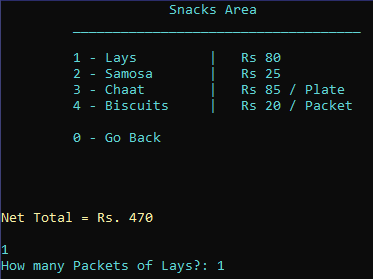 Snacks Area
1 - Lays | Rs 80
2 - Samosa | Rs 25
3 - Chaat | Rs 85 / Plate
4 - Biscuits | Rs 20 / Packet
0 - Go Back
Net Total = Rs. 470
1
How many Packets of Lays?: 1